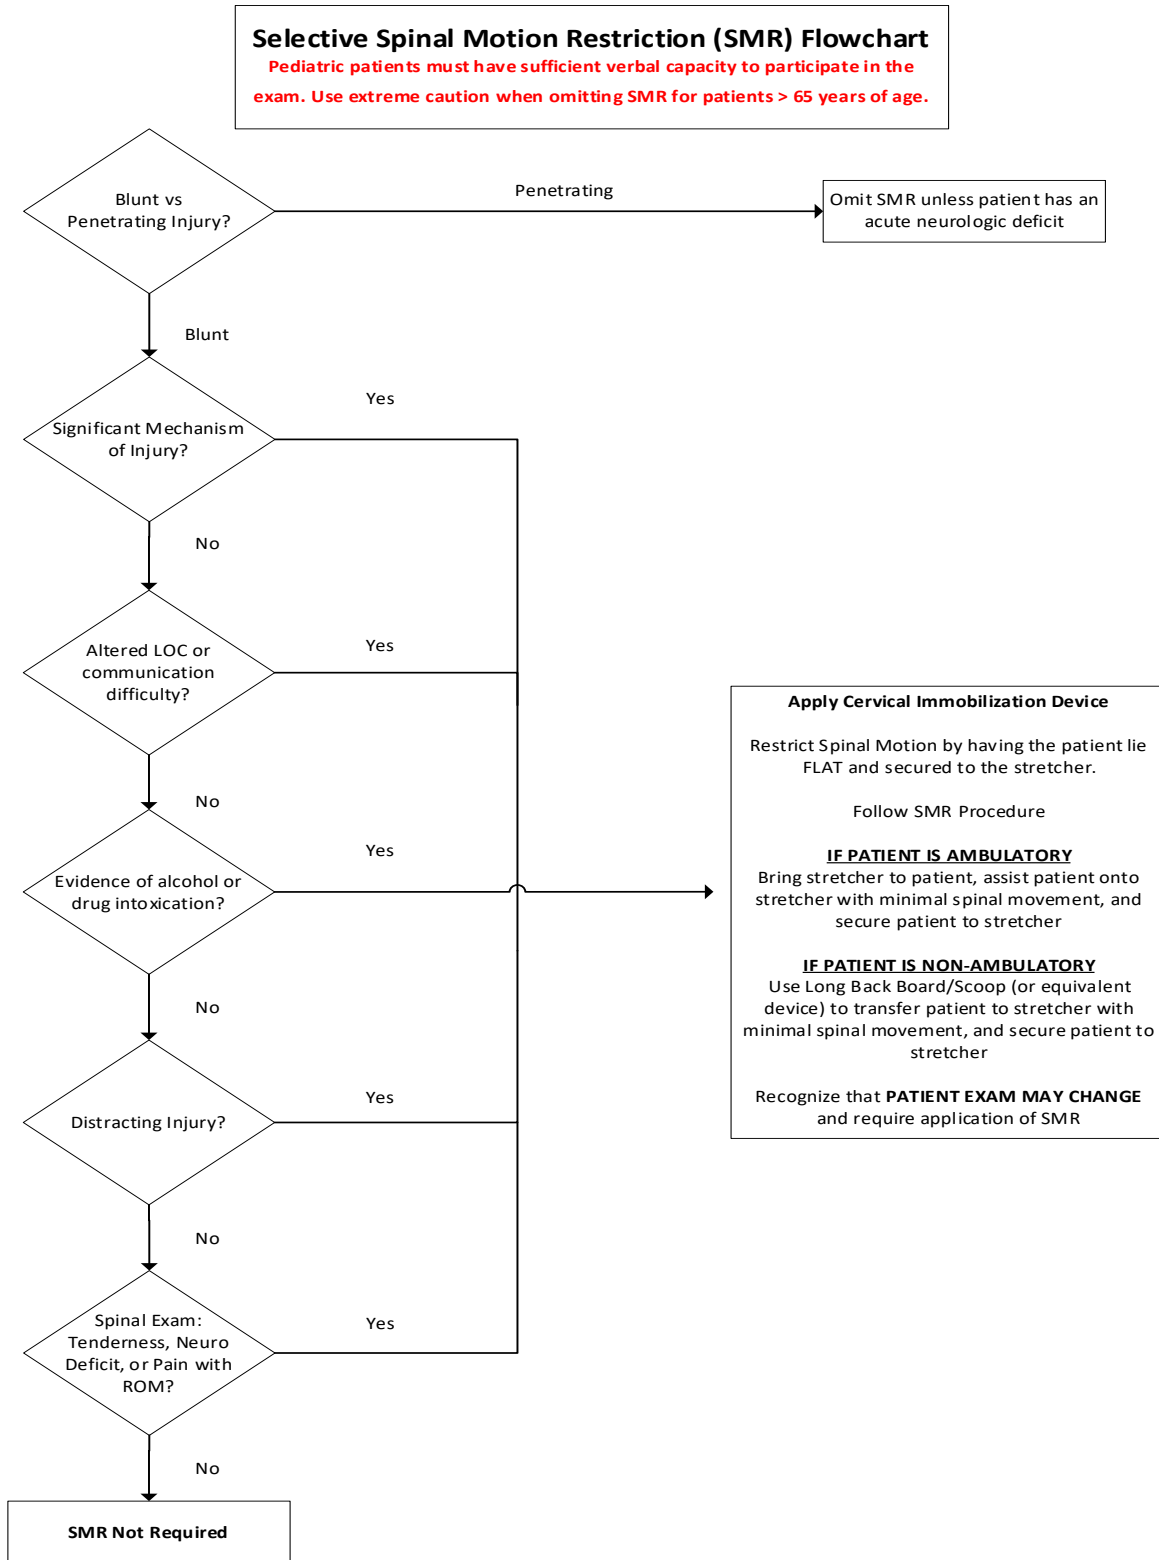 Selective Spinal Motion Restriction (SMR) Flowchart
Pediatric patients must have sufficient verbal capacity to participate in the
exam. Use extreme caution when omitting SMR for patients > 65 years of age.
Blunt vs
Penetrating Injury?
Penetrating
Omit SMR unless patient has an
acute neurologic deficit
Blunt
Significant Mechanism
of Injury?
Yes
No
Altered LOC or
communication
difficulty?
Yes
No
Evidence of alcohol or
drug intoxication?
Yes
No
Distracting Injury?
Yes
No
Spinal Exam:
Tenderness, Neuro
Deficit, or Pain with
ROM?
Yes
No
SMR Not Required
Apply Cervical Immobilization Device
Restrict Spinal Motion by having the patient lie
FLAT and secured to the stretcher.
Follow SMR Procedure
IF PATIENT IS AMBULATORY
Bring stretcher to patient, assist patient onto
stretcher with minimal spinal movement, and
secure patient to stretcher
IF PATIENT IS NON-AMBULATORY
Use Long Back Board/Scoop (or equivalent
device) to transfer patient to stretcher with
minimal spinal movement, and secure patient to
stretcher
Recognize that PATIENT EXAM MAY CHANGE
and require application of SMR